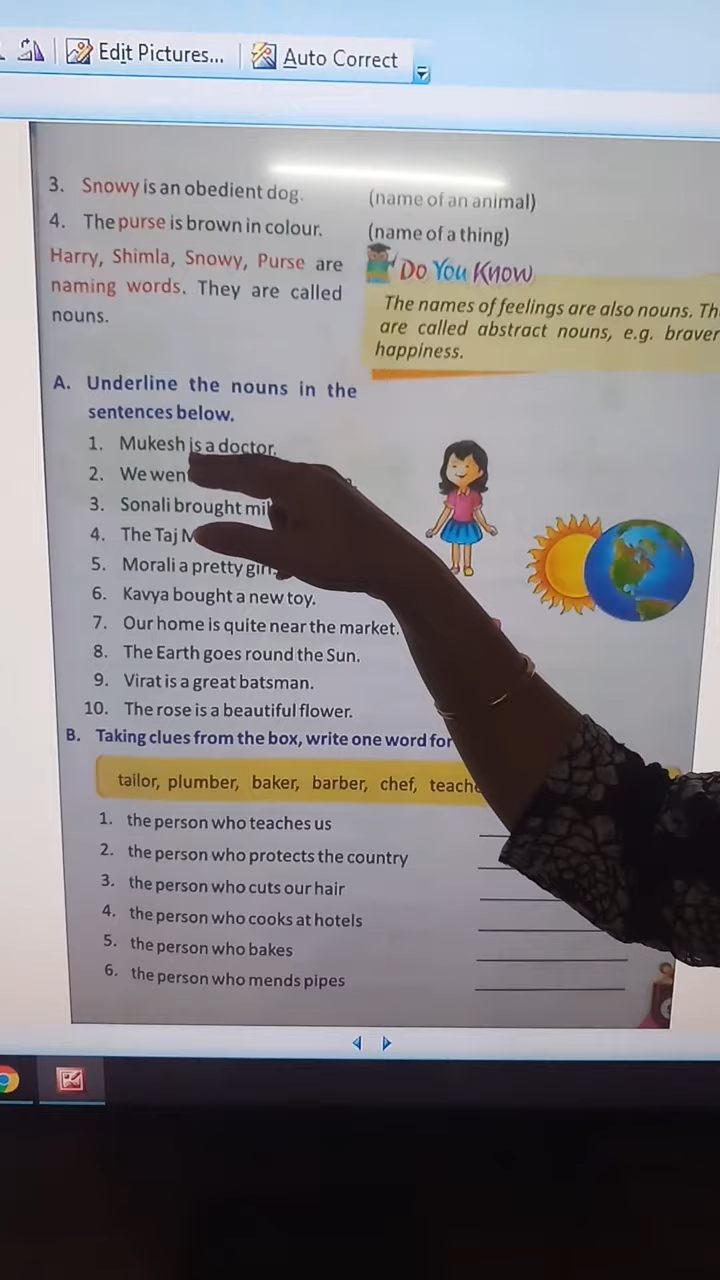 Edit Pictures... Auto Correct
3. Snowy is an obedient dog. (name of an animal)
4. The purse is brown in colour. (name of a thing)
Harry, Shimla, Snowy, Purse are
naming words. They are called
nouns.
Do You Know
The names of feelings are also nouns.
are called abstract nouns, e.g.
happiness.
A. Underline the nouns in the
sentences below.
1. Mukesh is a doctor.
2. We
3. Sonali brought
4. The Taj
5. Morali a pretty
6. Kavya bought a new toy.
7. Our home is quite near the market.
8. The Earth goes round the Sun.
9. Virat is a great batsman.
10. The rose is a beautiful flower.
B. Taking clues from the box, write one word for
tailor, plumber, baker, barber, chef,
1. the person who teaches us
2. the person who protects the country
3. the person who cuts our hair
4. the person who cooks at hotels
5. the person who bakes
6. the person who mends pipes